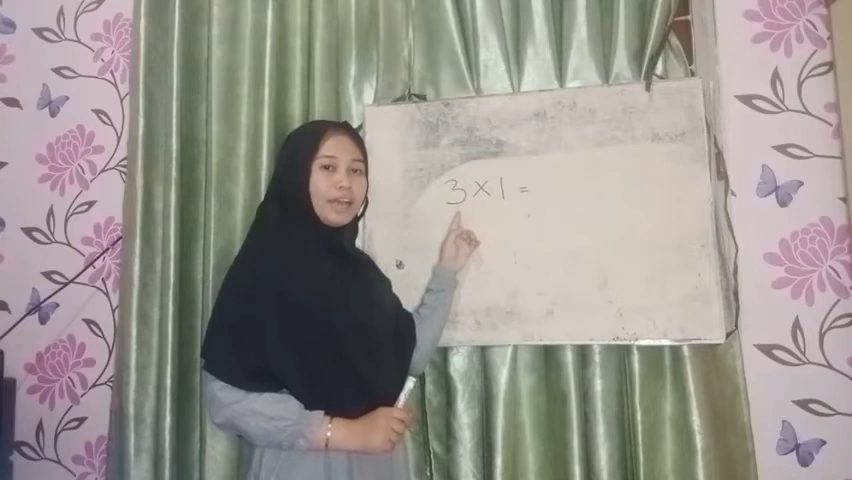 3 x 1 =